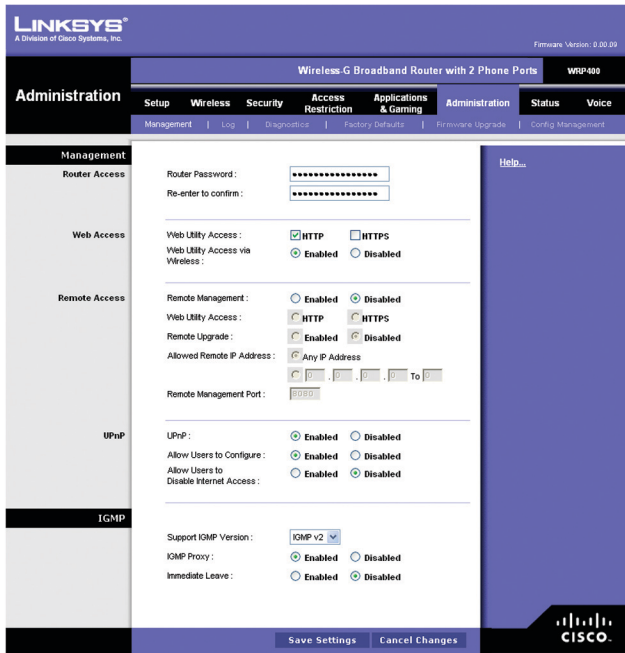 LINKSYS®
A Division of Cisco Systems, Inc.
Firmware Version: 0.00.09
Wireless-G Broadband Router with 2 Phone Ports WRP400
Administration
Setup Wireless Security Access Restriction Applications & Gaming Administration Status Voice
Management | Log | Diagnostics | Factory Defaults | Firmware Upgrade | Config Management
Management
Help...
Router Access Router Password :
Re-enter to confirm :
Web Access Web Utility Access : HTTP HTTPS
Web Utility Access via Wireless : Enabled Disabled
Remote Access Remote Management : Enabled Disabled
Web Utility Access : HTTP HTTPS
Remote Upgrade : Enabled Disabled
Allowed Remote IP Address : Any IP Address
0 . 0 . 0 . 0 To 0
Remote Management Port : 8080
UPnP UPnP : Enabled Disabled
Allow Users to Configure : Enabled Disabled
Allow Users to Disable Internet Access : Enabled Disabled
IGMP
Support IGMP Version : IGMP v2
IGMP Proxy : Enabled Disabled
Immediate Leave : Enabled Disabled
Save Settings Cancel Changes
CISCO